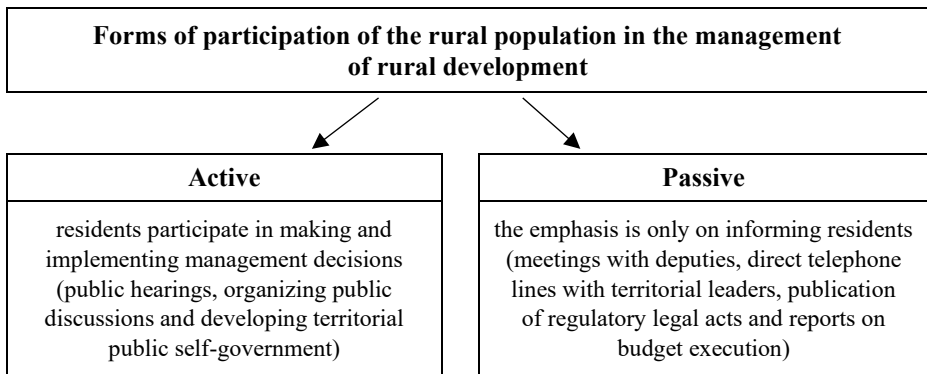 Forms of participation of the rural population in the management
of rural development
Active
residents participate in making and
implementing management decisions
(public hearings, organizing public
discussions and developing territorial
public self-government)
Passive
the emphasis is only on informing residents
(meetings with deputies, direct telephone
lines with territorial leaders, publication
of regulatory legal acts and reports on
budget execution)